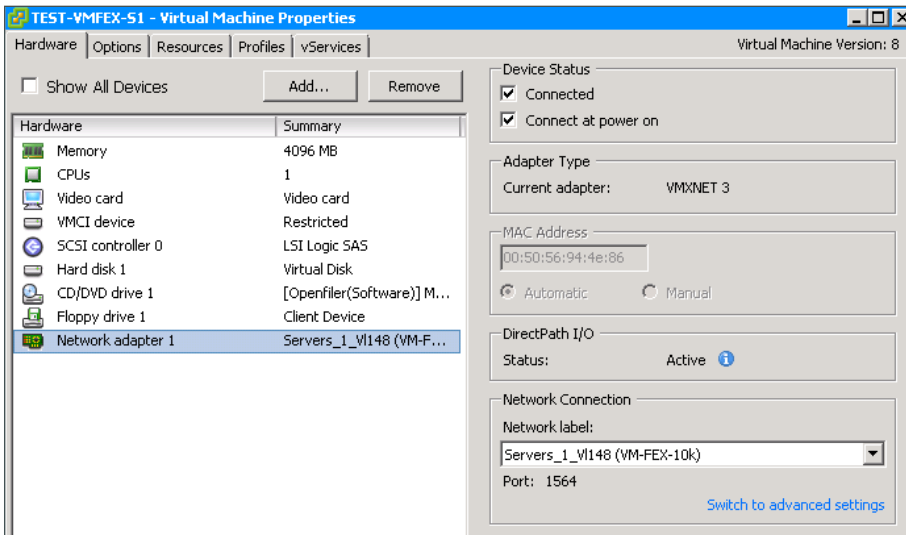 TEST-VMFEX-S1 - Virtual Machine Properties
Hardware Options Resources Profiles vServices Virtual Machine Version: 8
Show All Devices Add... Remove
Hardware Summary
Memory 4096 MB
CPUs 1
Video card Video card
VMCI device Restricted
SCSI controller 0 LSI Logic SAS
Hard disk 1 Virtual Disk
CD/DVD drive 1 [Openfiler(Software)] M...
Floppy drive 1 Client Device
Network adapter 1 Servers_1_Vl148 (VM-F...
Device Status
Connected
Connect at power on
Adapter Type
Current adapter: VMXNET 3
MAC Address
00:50:56:94:4e:86
Automatic Manual
DirectPath I/O
Status: Active
Network Connection
Network label:
Servers_1_Vl148 (VM-FEX-10k)
Port: 1564
Switch to advanced settings